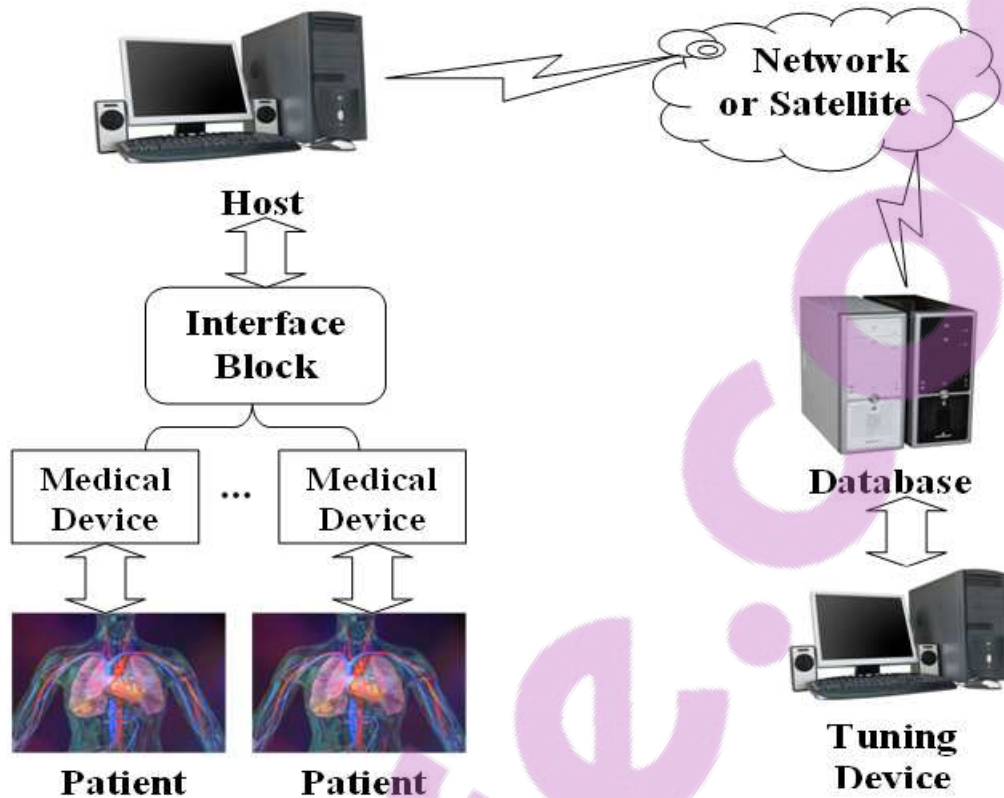 Network
or Satellite
Host
Interface
Block
Medical
Device
...
Medical
Device
Database
Patient
Patient
Tuning
Device